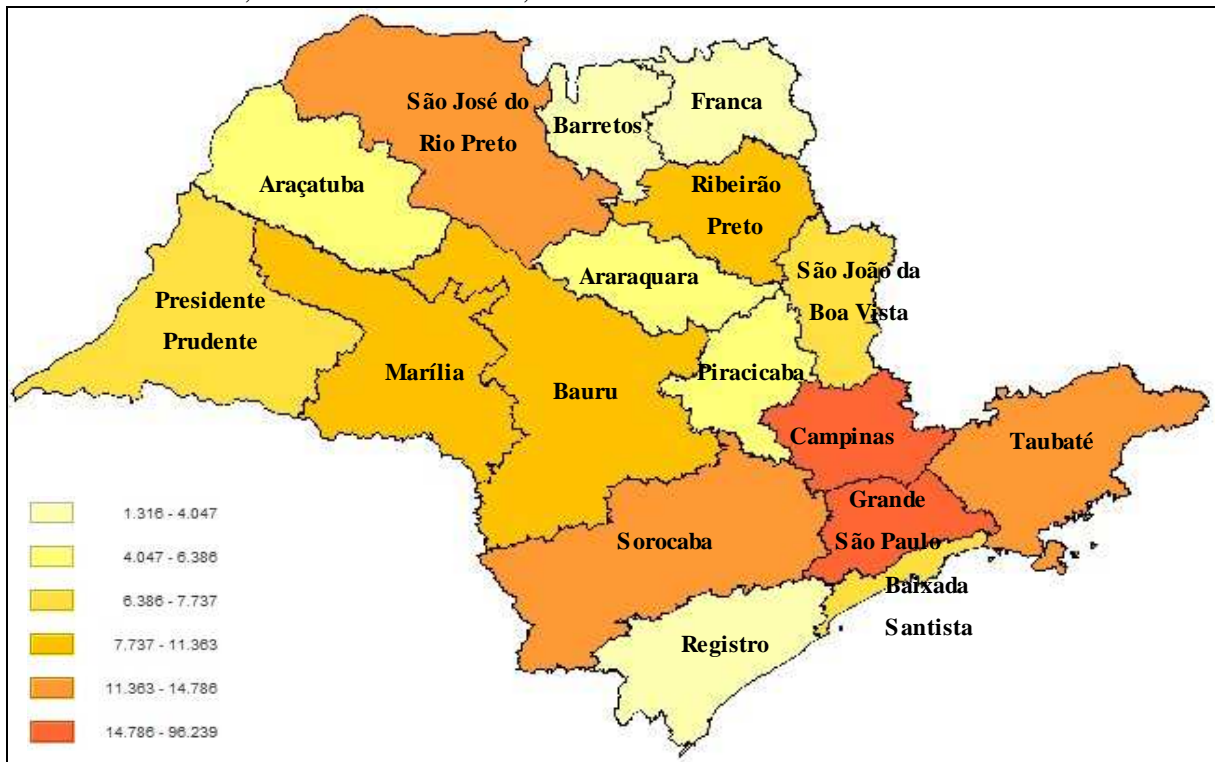 São José do
Rio Preto
Barretos
Franca
Araçatuba
Ribeirão
Preto
Araraquara
São João da
Boa Vista
Presidente
Prudente
Marília
Bauru
Piracicaba
Campinas
Taubaté
Grande
São Paulo
Sorocaba
Baixada
Santista
Registro
1.316 - 4.047
4.047 - 6.386
6.386 - 7.737
7.737 - 11.363
11.363 - 14.786
14.786 - 96.239